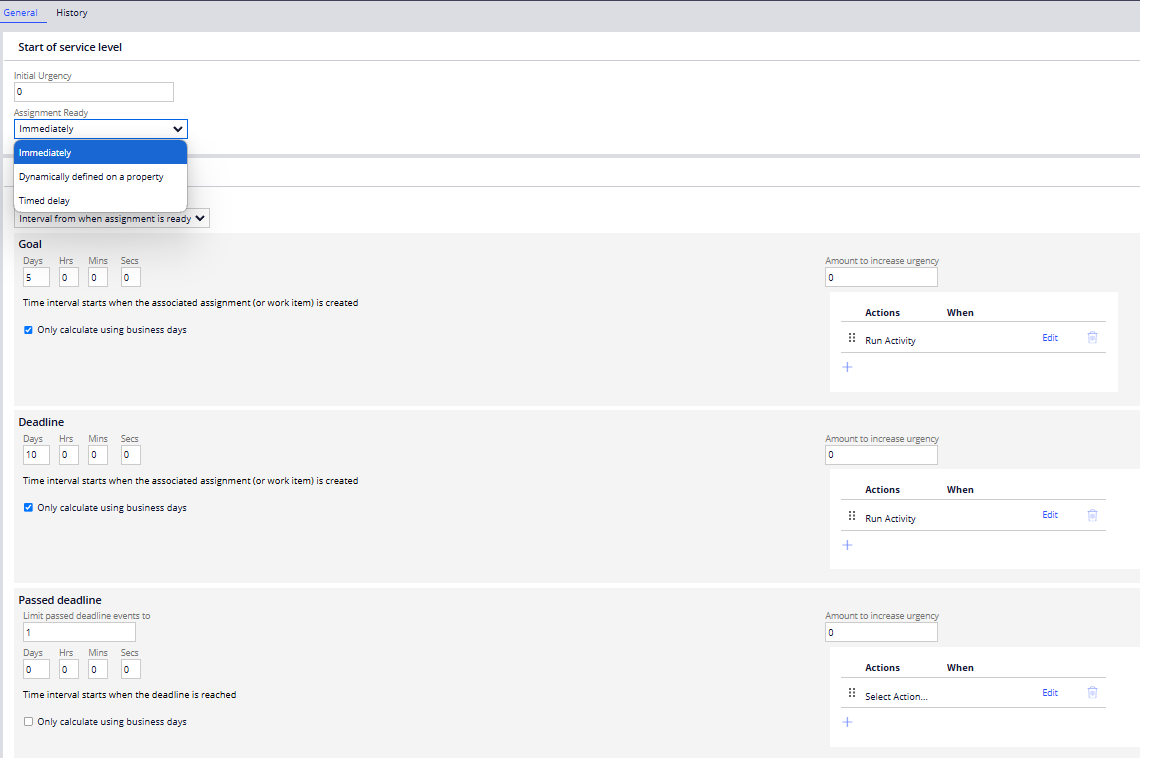 General History
Start of service level
Initial Urgency
0
Assignment Ready
Immediately
Immediately
Dynamically defined on a property
Timed delay
Interval from when assignment is ready
Goal
Days Hrs Mins Secs Amount to increase urgency
5 0 0 0 0
Time interval starts when the associated assignment (or work item) is created
Actions When
Only calculate using business days
Run Activity Edit
+
Deadline
Days Hrs Mins Secs Amount to increase urgency
10 0 0 0 0
Time interval starts when the associated assignment (or work item) is created
Actions When
Only calculate using business days
Run Activity Edit
+
Passed deadline
Limit passed deadline events to Amount to increase urgency
1 0
Days Hrs Mins Secs
0 0 0 0
Actions When
Time interval starts when the deadline is reached
Select Action... Edit
Only calculate using business days
+